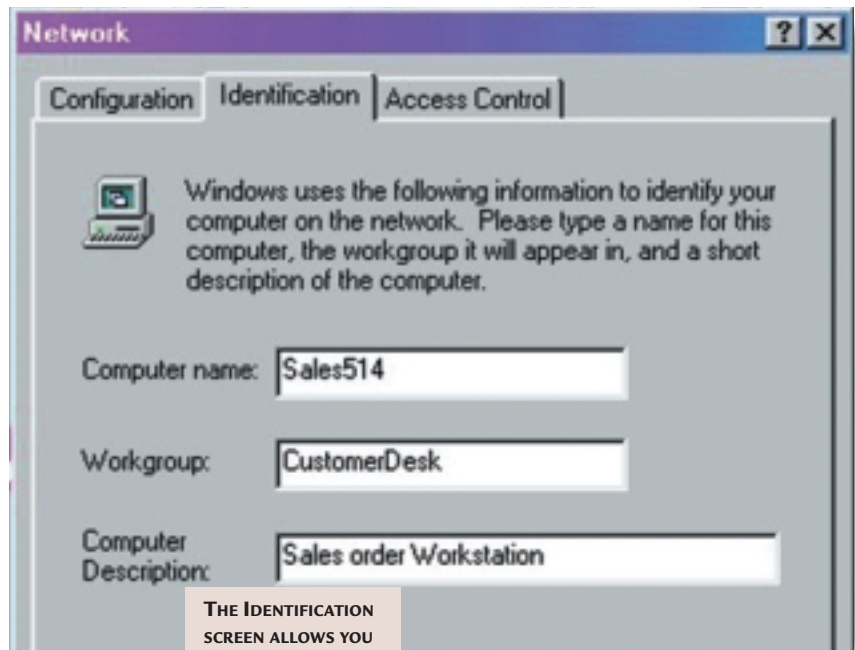 Network
? X
Configuration Identification Access Control
Windows uses the following information to identify your
computer on the network. Please type a name for this
computer, the workgroup it will appear in, and a short
description of the computer.
Computer name: Sales514
Workgroup: CustomerDesk
Computer
Description: Sales order Workstation
THE IDENTIFICATION
SCREEN ALLOWS YOU